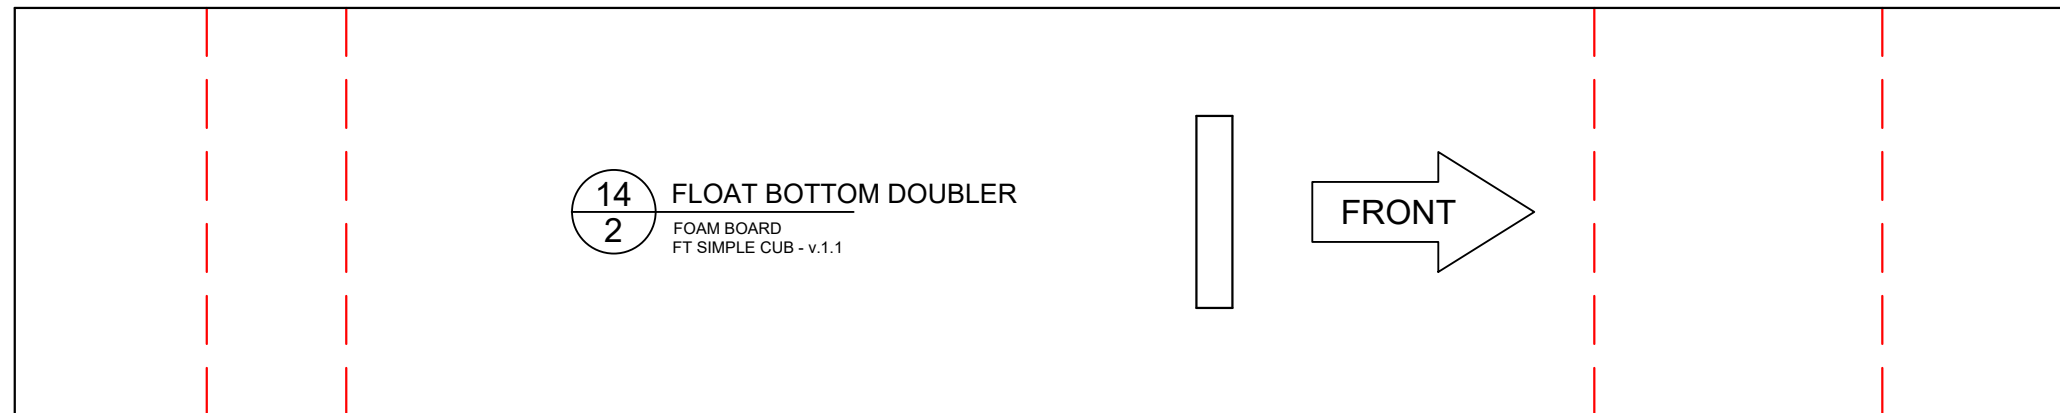 14
2
FLOAT BOTTOM DOUBLER
FOAM BOARD
FT SIMPLE CUB - v.1.1
FRONT